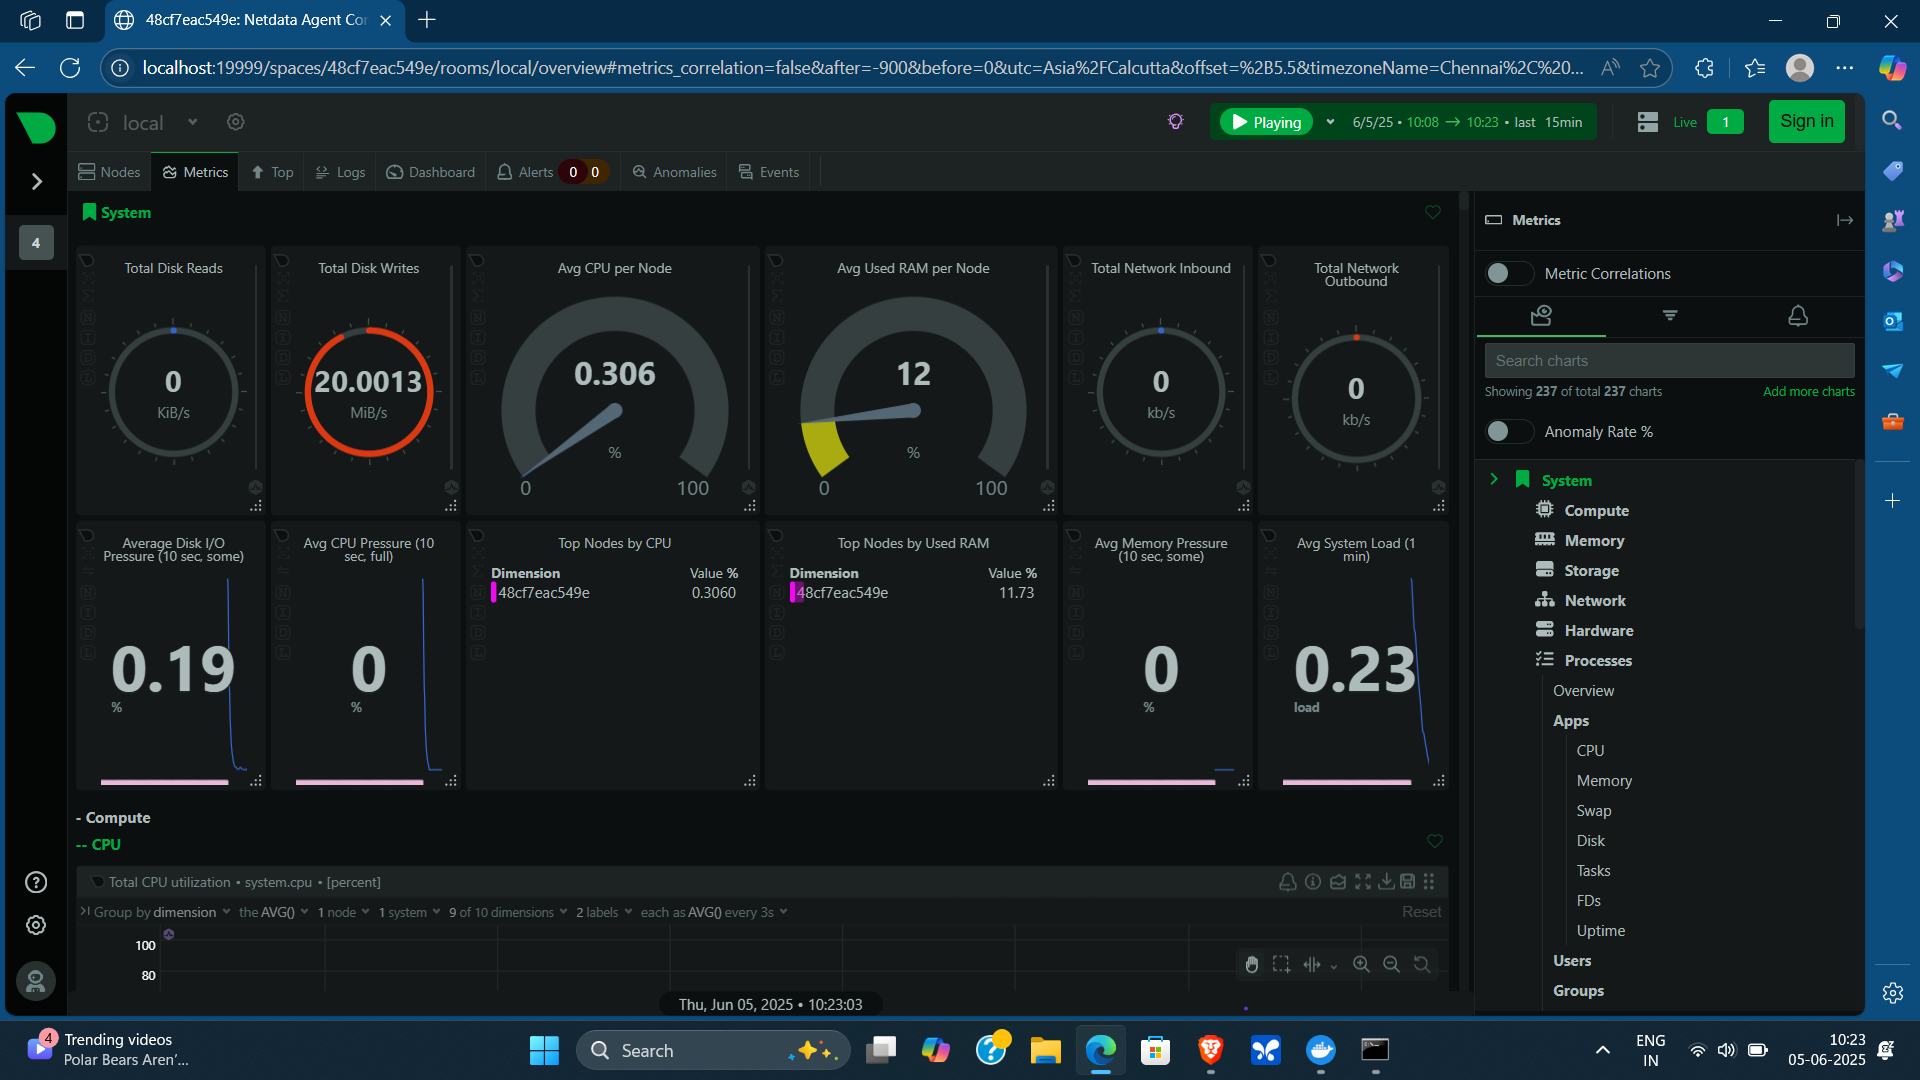 48cf7eac549e: Netdata Agent Co
localhost:19999/spaces/48cf7eac549e/rooms/local/overview#metrics_correlation=false&after=-900&before=0&utc=Asia%2FCalcutta&offset=%2B5.5&timezoneName=Chennai%2C%20...
local
Playing
6/5/25 • 10:08 → 10:23 • last 15min
Live 1
Sign in
Nodes
Metrics
Top
Logs
Dashboard
Alerts 0 0
Anomalies
Events
4
System
Total Disk Reads
0
KiB/s
Total Disk Writes
20.0013
MiB/s
Avg CPU per Node
0.306
%
0 100
Avg Used RAM per Node
12
%
0 100
Total Network Inbound
0
kb/s
Total Network
Outbound
0
kb/s
Average Disk I/O
Pressure (10 sec, some)
0.19
%
Avg CPU Pressure (10
sec, full)
0
%
Top Nodes by CPU
Dimension Value %
48cf7eac549e 0.3060
Top Nodes by Used RAM
Dimension Value %
48cf7eac549e 11.73
Avg Memory Pressure
(10 sec, some)
0
%
Avg System Load (1
min)
0.23
load
- Compute
-- CPU
Total CPU utilization • system.cpu • [percent]
Group by dimension the AVG() 1 node 1 system 9 of 10 dimensions 2 labels each as AVG() every 3s Reset
100
80
Thu, Jun 05, 2025 • 10:23:03
Metrics
Metric Correlations
Search charts
Showing 237 of total 237 charts Add more charts
Anomaly Rate %
System
Compute
Memory
Storage
Network
Hardware
Processes
Overview
Apps
CPU
Memory
Swap
Disk
Tasks
FDs
Uptime
Users
Groups
4
Trending videos
Polar Bears Aren'...
Search
ENG
IN
10:23
05-06-2025